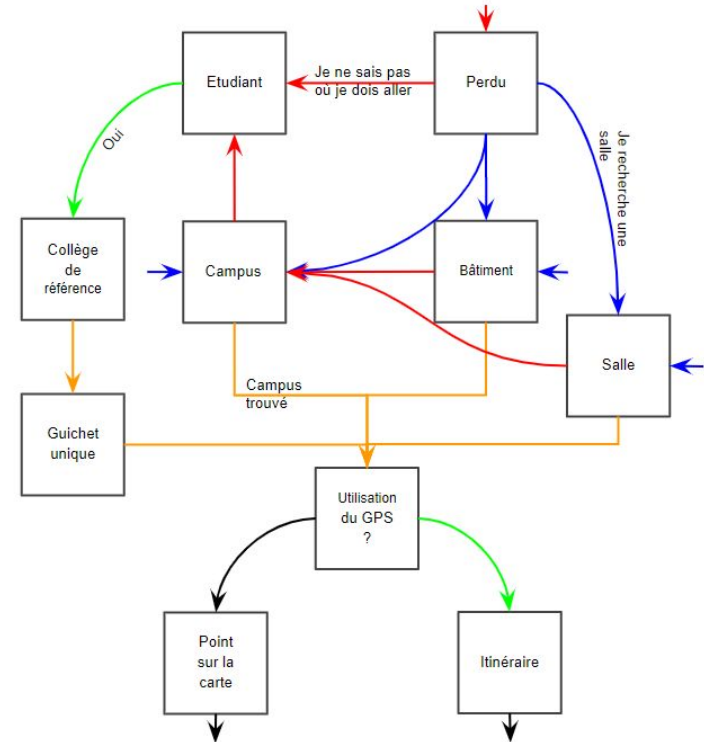 Etudiant
Je ne sais pas
où je dois aller
Perdu
Oui
Je recherche une
salle
Collège
de
référence
Campus
Bâtiment
Salle
Campus
trouvé
Guichet
unique
Utilisation
du GPS
?
Point
sur la
carte
Itinéraire